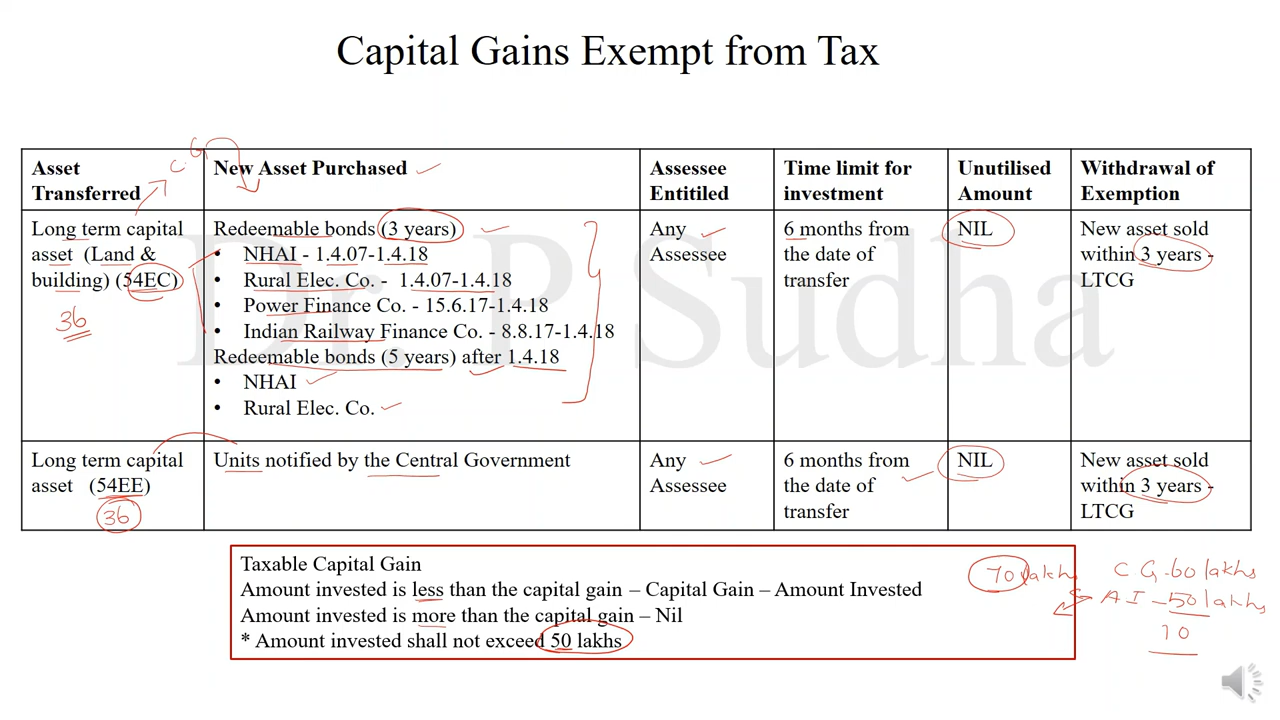 Capital Gains Exempt from Tax
C.G
Asset Transferred
New Asset Purchased
Assessee Entitiled
Time limit for investment
Unutilised Amount
Withdrawal of Exemption
Long term capital
asset (Land &
building) (54EC)
36
Redeemable bonds (3 years)
• NHAI - 1.4.07-1.4.18
• Rural Elec. Co. - 1.4.07-1.4.18
• Power Finance Co. - 15.6.17-1.4.18
• Indian Railway Finance Co. - 8.8.17-1.4.18
Redeemable bonds (5 years) after 1.4.18
• NHAI
• Rural Elec. Co.
Any
Assessee
6 months from
the date of
transfer
NIL
New asset sold
within 3 years -
LTCG
Long term capital
asset (54EE)
36
Units notified by the Central Government
Any
Assessee
6 months from
the date of
transfer
NIL
New asset sold
within 3 years -
LTCG
Taxable Capital Gain
Amount invested is less than the capital gain – Capital Gain – Amount Invested
Amount invested is more than the capital gain – Nil
* Amount invested shall not exceed 50 lakhs
70 lakhs
C G - 60 lakhs
A I - 50 lakhs
10
Dr. P Sudha